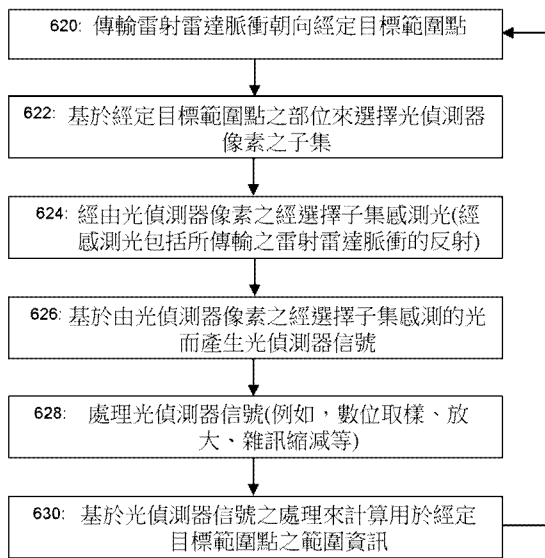 620: 傳輸雷射雷達脈衝朝向經定目標範圍點
622: 基於經定目標範圍點之部位來選擇光偵測器
像素之子集
624: 經由光偵測器像素之經選擇子集感測光(經
感測光包括所傳輸之雷射雷達脈衝的反射)
626: 基於由光偵測器像素之經選擇子集感測的光
而產生光偵測器信號
628: 處理光偵測器信號(例如，數位取樣、放
大、雜訊縮減等)
630: 基於光偵測器信號之處理來計算用於經定
目標範圍點之範圍資訊